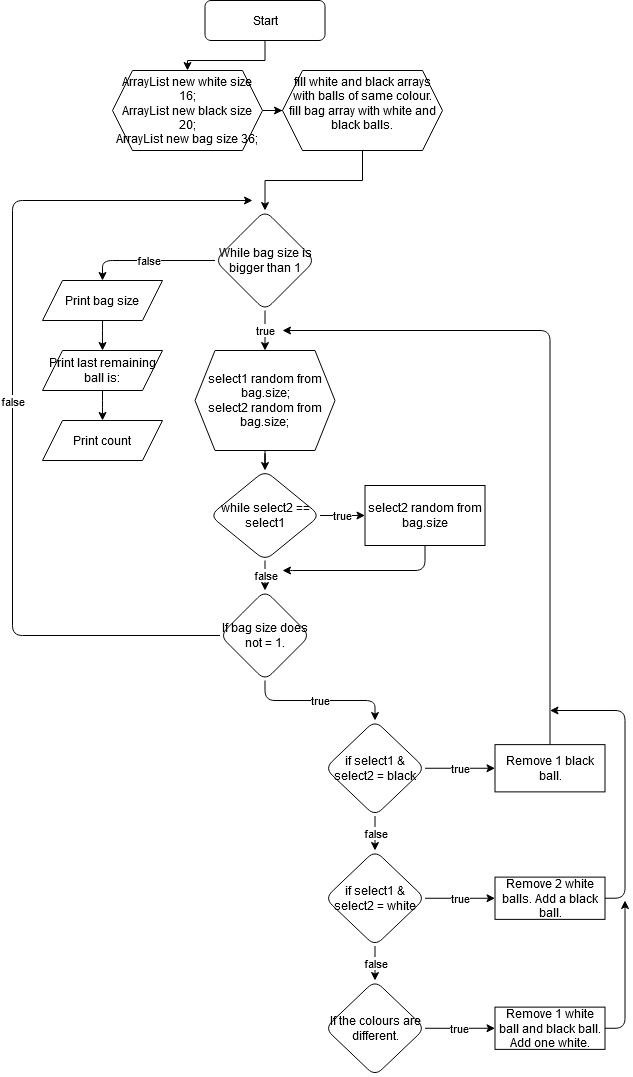 Start
ArrayList new white size
16;
ArrayList new black size
20;
ArrayList new bag size 36;
fill white and black arrays
with balls of same colour.
fill bag array with white and
black balls.
While bag size is
bigger than 1
false
Print bag size
true
Print last remaining
ball is:
select1 random from
bag.size;
select2 random from
bag.size;
false
Print count
while select2 ==
select1
true
select2 random from
bag.size
false
If bag size does
not = 1.
true
if select1 &
select2 = black
true
Remove 1 black
ball.
false
if select1 &
select2 = white
true
Remove 2 white
balls. Add a black
ball.
false
If the colours are
different.
true
Remove 1 white
ball and black ball.
Add one white.